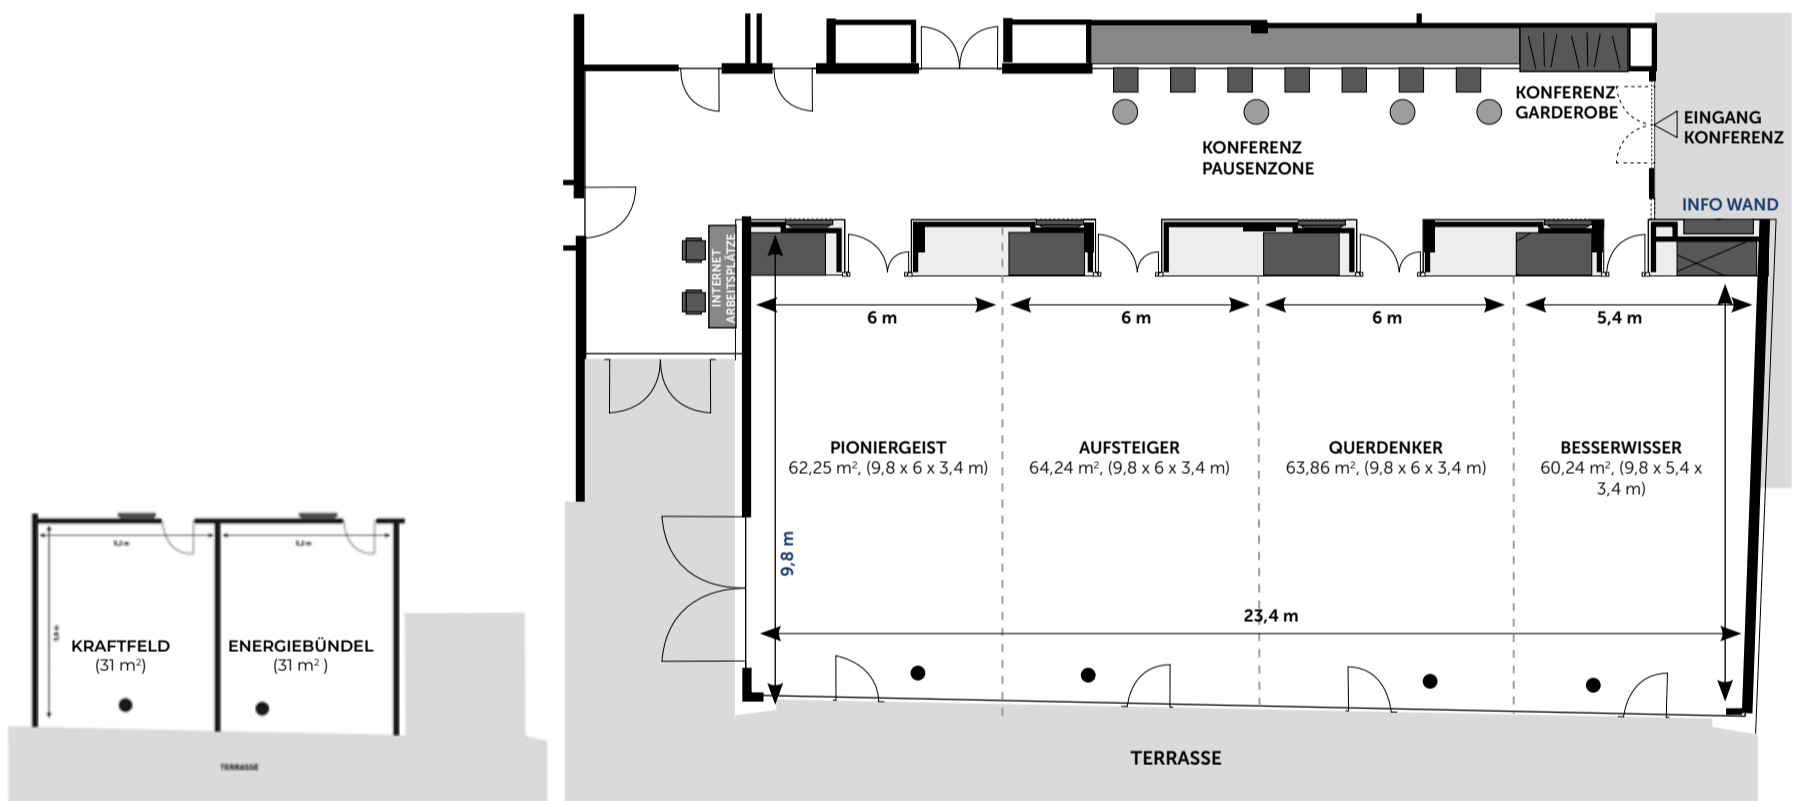 KONFERENZ
GARDEROBE
EINGANG
KONFERENZ
KONFERENZ
PAUSENZONE
INFO WAND
INTERNET
ARBEITSPLÄTZE
6 m
6 m
6 m
5,4 m
PIONIERGEIST
62,25 m², (9,8 x 6 x 3,4 m)
AUFSTEIGER
64,24 m², (9,8 x 6 x 3,4 m)
QUERDENKER
63,86 m², (9,8 x 6 x 3,4 m)
BESSERWISSER
60,24 m², (9,8 x 5,4 x
3,4 m)
9,8 m
23,4 m
TERRASSE
KRAFTFELD
(31 m²)
ENERGIEBÜNDEL
(31 m² )
TERRASSE